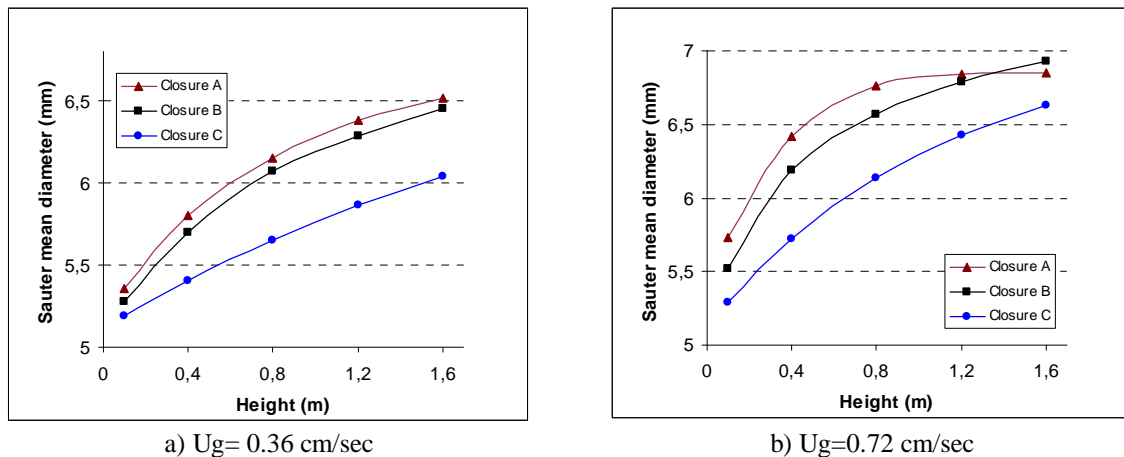 Sauter mean diameter (mm)
6,5
6
5,5
5
0
0,4
0,8
1,2
1,6
Height (m)
Closure A
Closure B
Closure C
a) Ug= 0.36 cm/sec
Sauter mean diameter (mm)
7
6,5
6
5,5
5
0
0,4
0,8
1,2
1,6
Height (m)
Closure A
Closure B
Closure C
b) Ug=0.72 cm/sec